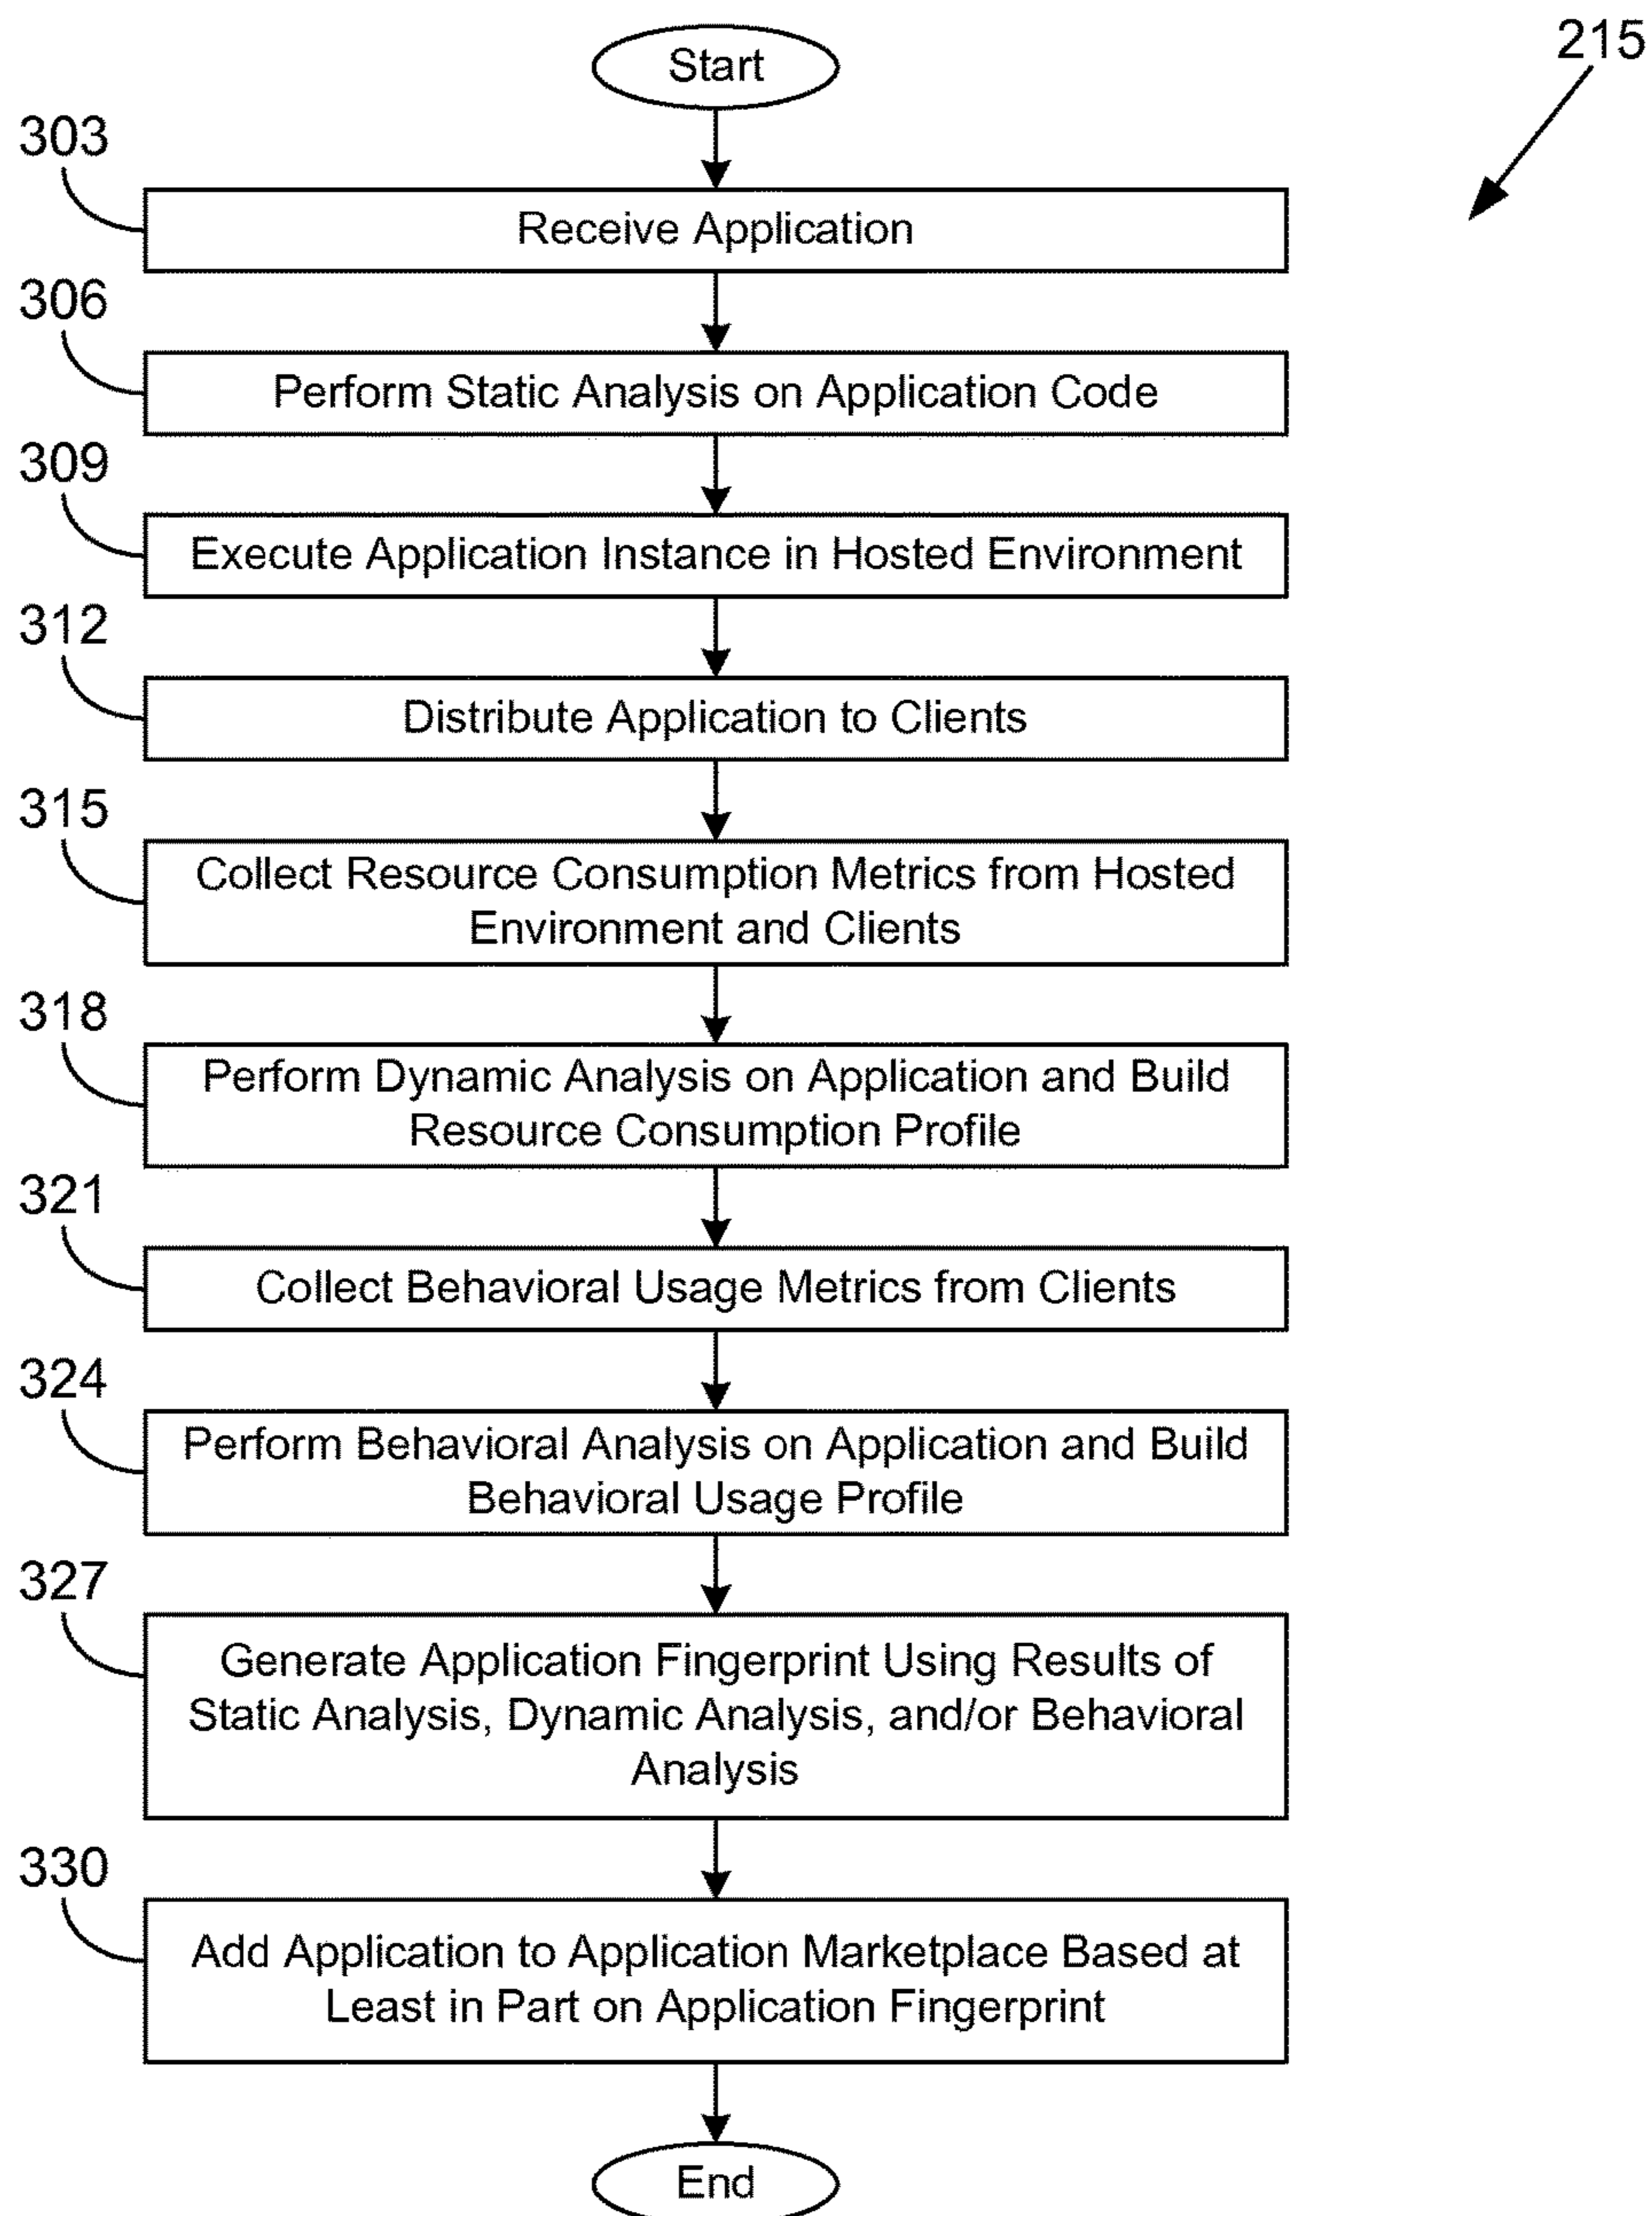 Start
215
303
Receive Application
306
Perform Static Analysis on Application Code
309
Execute Application Instance in Hosted Environment
312
Distribute Application to Clients
315
Collect Resource Consumption Metrics from Hosted
Environment and Clients
318
Perform Dynamic Analysis on Application and Build
Resource Consumption Profile
321
Collect Behavioral Usage Metrics from Clients
324
Perform Behavioral Analysis on Application and Build
Behavioral Usage Profile
327
Generate Application Fingerprint Using Results of
Static Analysis, Dynamic Analysis, and/or Behavioral
Analysis
330
Add Application to Application Marketplace Based at
Least in Part on Application Fingerprint
End